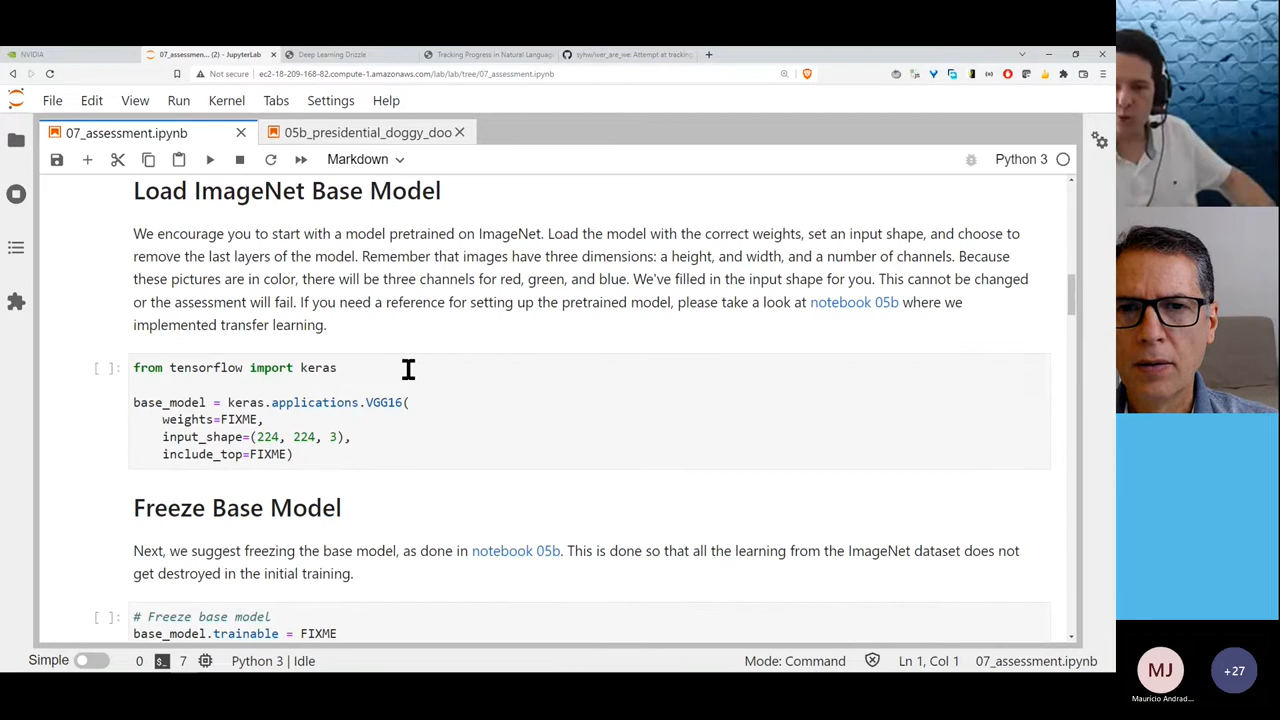 NVIDIA
07_assessment... (2) - JupyterLab
Deep Learning Drizzle
Tracking Progress in Natural Langua
syhw/wer_are_we: Attempt at tracking
Not secure
ec2-18-209-168-82.compute-1.amazonaws.com/lab/lab/tree/07_assessment.ipynb
File Edit View Run Kernel Tabs Settings Help
07_assessment.ipynb
05b_presidential_doggy_doo
Markdown
Python 3
Load ImageNet Base Model
We encourage you to start with a model pretrained on ImageNet. Load the model with the correct weights, set an input shape, and choose to
remove the last layers of the model. Remember that images have three dimensions: a height, and width, and a number of channels. Because
these pictures are in color, there will be three channels for red, green, and blue. We've filled in the input shape for you. This cannot be changed
or the assessment will fail. If you need a reference for setting up the pretrained model, please take a look at notebook 05b where we
implemented transfer learning.
[ ]: from tensorflow import keras
base_model = keras.applications.VGG16(
weights=FIXME,
input_shape=(224, 224, 3),
include_top=FIXME)
Freeze Base Model
Next, we suggest freezing the base model, as done in notebook 05b. This is done so that all the learning from the ImageNet dataset does not
get destroyed in the initial training.
[ ]: # Freeze base model
base_model.trainable = FIXME
Simple 0 $_ 7 Python 3 | Idle
Mode: Command Ln 1, Col 1 07_assessment.ipynb
MJ
Mauricio Andrad...
+27